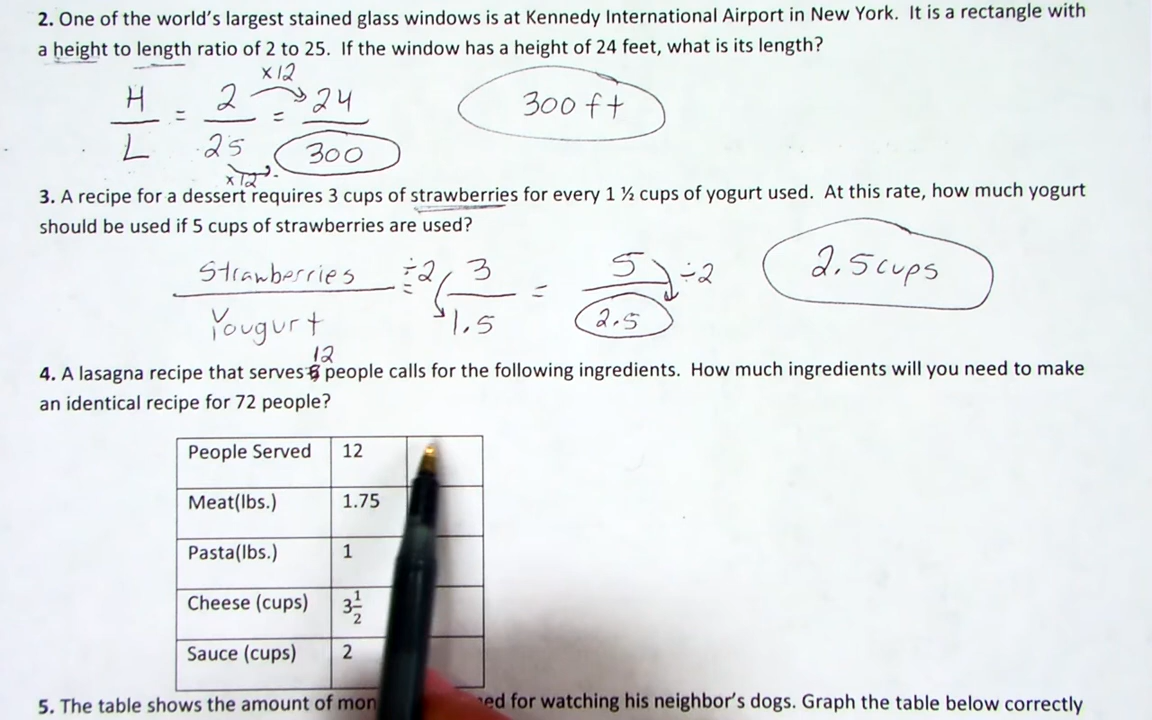 2. One of the world's largest stained glass windows is at Kennedy International Airport in New York. It is a rectangle with
a height to length ratio of 2 to 25. If the window has a height of 24 feet, what is its length?
x12
H = 2 = 24
L 25 300
x12
300 ft
3. A recipe for a dessert requires 3 cups of strawberries for every 1 ½ cups of yogurt used. At this rate, how much yogurt
should be used if 5 cups of strawberries are used?
Strawberries = ÷2 3 = 5 ÷2
Yougurt 1.5 2.5
2.5 cups
12
4. A lasagna recipe that serves people calls for the following ingredients. How much ingredients will you need to make
an identical recipe for 72 people?
People Served 12
Meat(lbs.) 1.75
Pasta(lbs.) 1
Cheese (cups) 3½
Sauce (cups) 2
5. The table shows the amount of for watching his neighbor's dogs. Graph the table below correctly